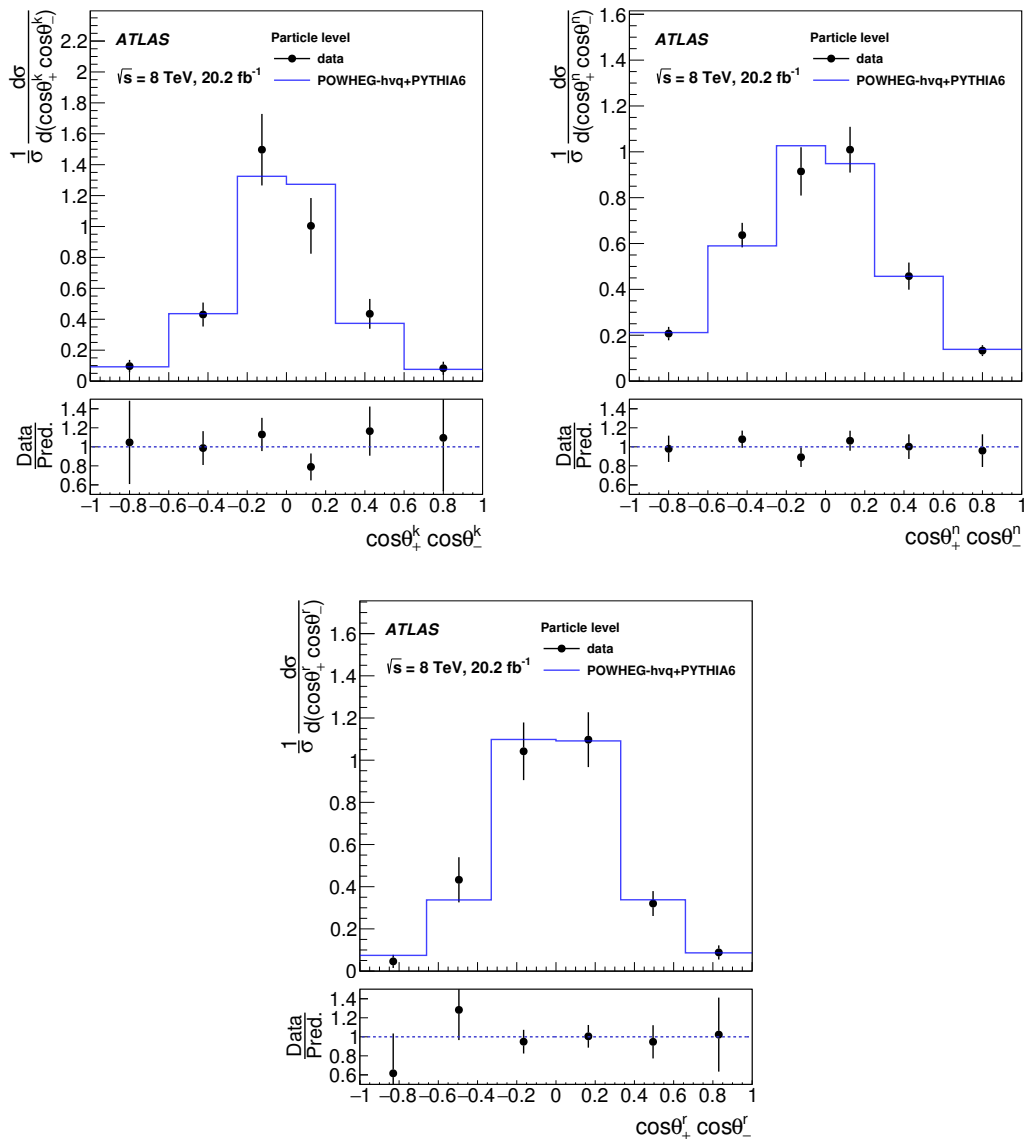 ATLAS
Particle level
data
√s = 8 TeV, 20.2 fb⁻¹
POWHEG-hvq+PYTHIA6
1/σ dσ/d(cosθ₊ᵏ cosθ₋ᵏ)
2.2
2
1.8
1.6
1.4
1.2
1
0.8
0.6
0.4
0.2
0
Data/Pred.
1.4
1.2
1
0.8
0.6
−1 −0.8 −0.6 −0.4 −0.2 0 0.2 0.4 0.6 0.8 1
cosθ₊ᵏ cosθ₋ᵏ
ATLAS
Particle level
data
√s = 8 TeV, 20.2 fb⁻¹
POWHEG-hvq+PYTHIA6
1/σ dσ/d(cosθ₊ⁿ cosθ₋ⁿ)
1.6
1.4
1.2
1
0.8
0.6
0.4
0.2
0
Data/Pred.
1.4
1.2
1
0.8
0.6
−1 −0.8 −0.6 −0.4 −0.2 0 0.2 0.4 0.6 0.8 1
cosθ₊ⁿ cosθ₋ⁿ
ATLAS
Particle level
data
√s = 8 TeV, 20.2 fb⁻¹
POWHEG-hvq+PYTHIA6
1/σ dσ/d(cosθ₊ʳ cosθ₋ʳ)
1.6
1.4
1.2
1
0.8
0.6
0.4
0.2
0
Data/Pred.
1.4
1.2
1
0.8
0.6
−1 −0.8 −0.6 −0.4 −0.2 0 0.2 0.4 0.6 0.8 1
cosθ₊ʳ cosθ₋ʳ